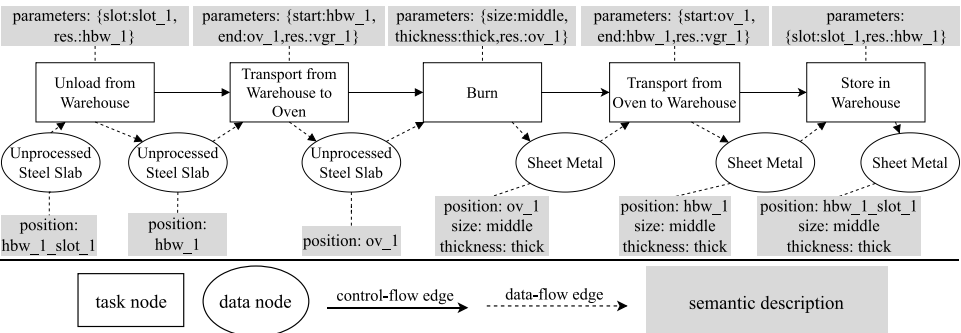 parameters: {slot:slot_1,
res.:hbw_1}
parameters: {start:hbw_1,
end:ov_1,res.:vgr_1}
parameters: {size:middle,
thickness:thick,res.:ov_1}
parameters: {start:ov_1,
end:hbw_1,res.:vgr_1}
parameters:
{slot:slot_1,res.:hbw_1}
Unload from
Warehouse
Transport from
Warehouse to
Oven
Burn
Transport from
Oven to Warehouse
Store in
Warehouse
Unprocessed
Steel Slab
Unprocessed
Steel Slab
Unprocessed
Steel Slab
Sheet Metal
Sheet Metal
Sheet Metal
position:
hbw_1_slot_1
position:
hbw_1
position: ov_1
position: ov_1
size: middle
thickness: thick
position: hbw_1
size: middle
thickness: thick
position: hbw_1_slot_1
size: middle
thickness: thick
task node
data node
control-flow edge
data-flow edge
semantic description